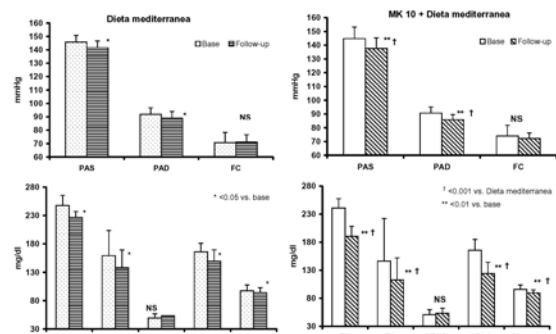 Dieta mediterranea
160
150
140
130
120
110
100
90
80
70
60
mmHg
Base
Follow-up
*
*
NS
PAS
PAD
FC
MK 10 + Dieta mediterranea
160
150
140
130
120
110
100
90
80
70
60
mmHg
Base
Follow-up
** †
** †
NS
PAS
PAD
FC
280
230
180
130
80
30
mg/dl
* <0.05 vs. base
*
*
NS
*
*
280
230
180
130
80
30
mg/dl
† <0.001 vs. Dieta mediterranea
** <0.01 vs. base
** †
** †
NS
** †
** †